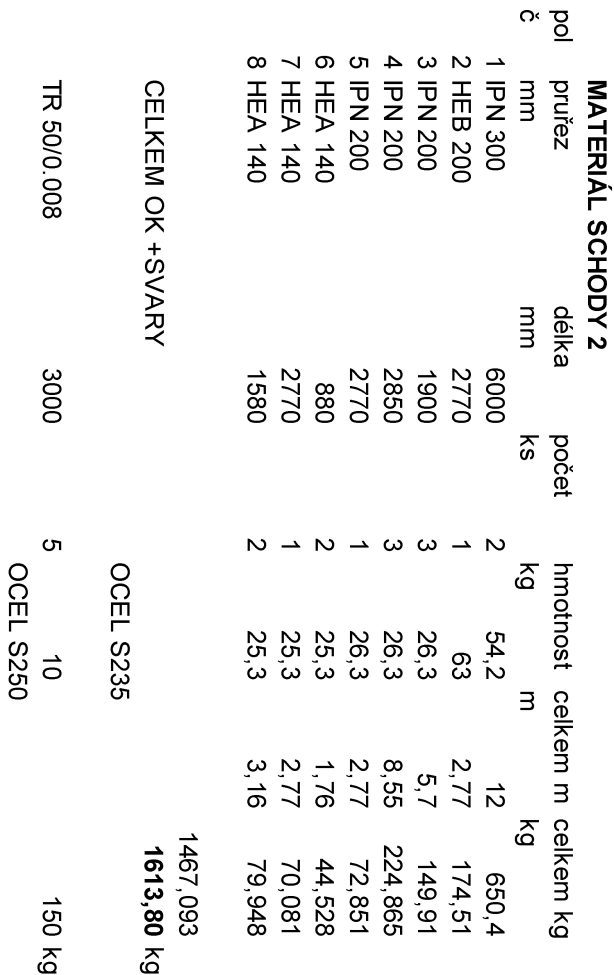 MATERIÁL SCHODY 2
pol průřez délka počet hmotnost celkem m celkem kg
č mm mm ks kg m kg
1 IPN 300 6000 2 54,2 12 650,4
2 HEB 200 2770 1 63 2,77 174,51
3 IPN 200 1900 3 26,3 5,7 149,91
4 IPN 200 2850 3 26,3 8,55 224,865
5 IPN 200 2770 1 26,3 2,77 72,851
6 HEA 140 880 2 25,3 1,76 44,528
7 HEA 140 2770 1 25,3 2,77 70,081
8 HEA 140 1580 2 25,3 3,16 79,948
1467,093
CELKEM OK +SVARY 1613,80 kg
OCEL S235
TR 50/0.008 3000 5 10 150 kg
OCEL S250